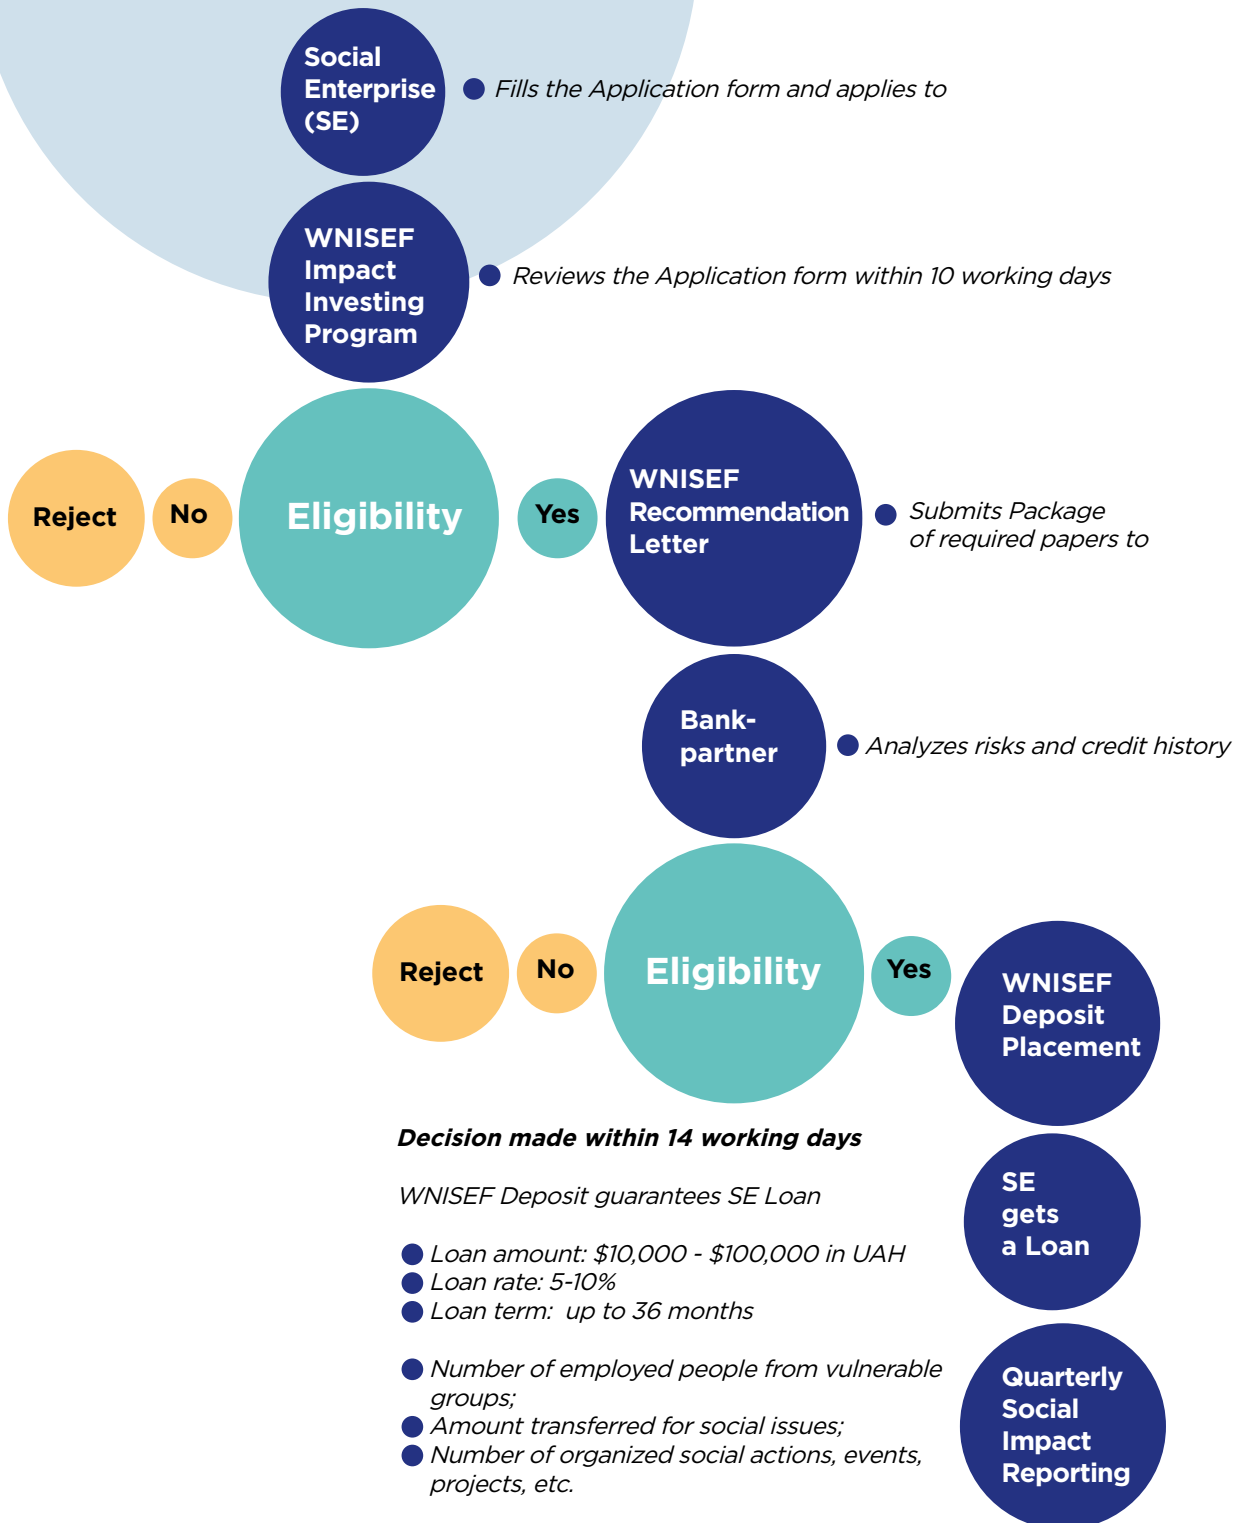 Social
Enterprise
(SE)
Fills the Application form and applies to
WNISEF
Impact
Investing
Program
Reviews the Application form within 10 working days
Reject
No
Eligibility
Yes
WNISEF
Recommendation
Letter
Submits Package
of required papers to
Bank-
partner
Analyzes risks and credit history
Reject
No
Eligibility
Yes
WNISEF
Deposit
Placement
Decision made within 14 working days
WNISEF Deposit guarantees SE Loan
Loan amount: $10,000 - $100,000 in UAH
Loan rate: 5-10%
Loan term:  up to 36 months
SE
gets
a Loan
Number of employed people from vulnerable
groups;
Amount transferred for social issues;
Number of organized social actions, events,
projects, etc.
Quarterly
Social
Impact
Reporting